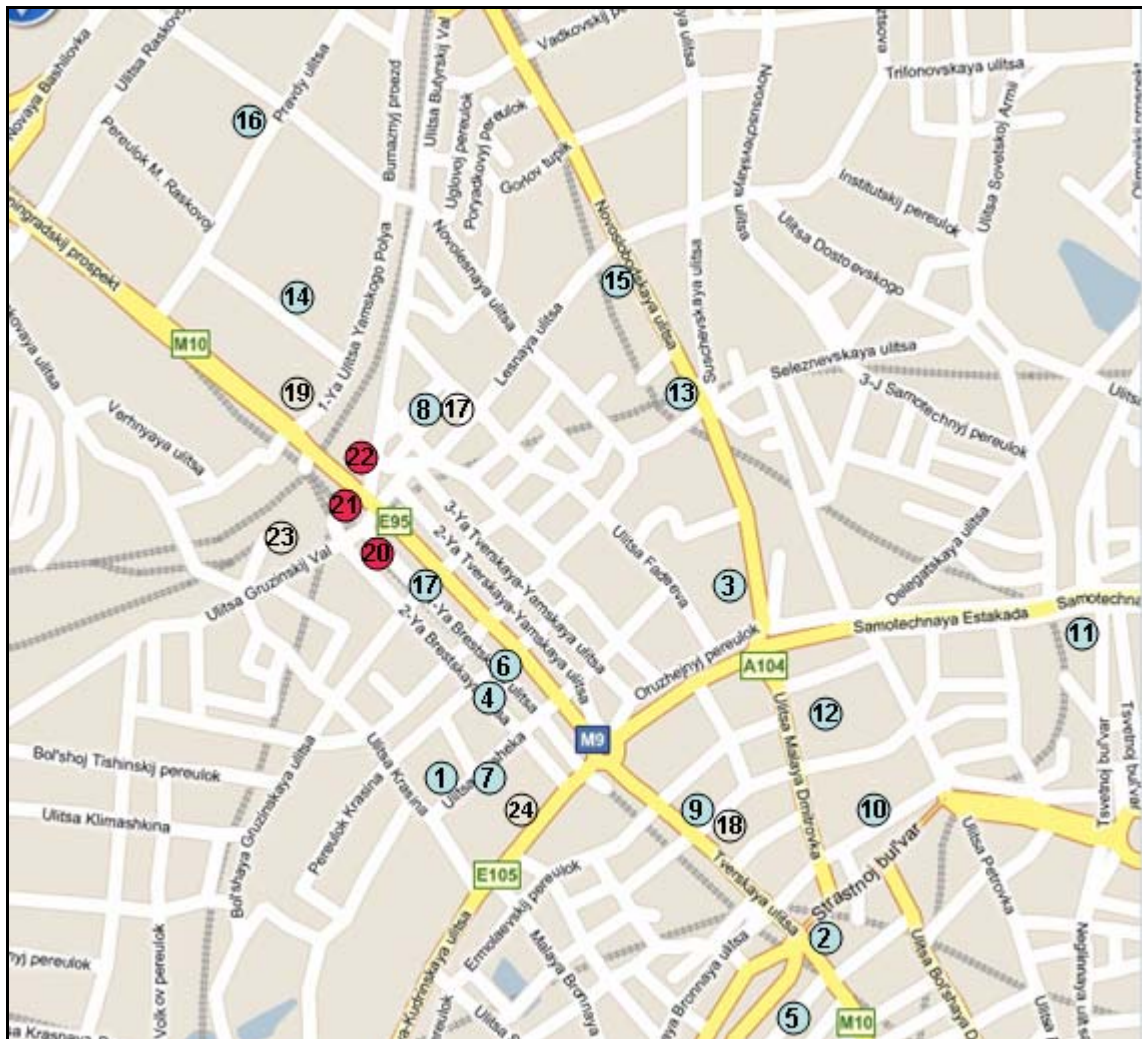 Novaya Bashilovka
Ulitsa Raskovoj
Pravdy ulitsa
16
Pereulok M. Raskovoj
Bumaznyj proezd
Ulitsa Butyrskij Val
Uglovoj pereulok
Poryadkovyj pereulok
Vadkovskij
Gorlov tupik
Novosuschevskaya ulitsa
Trifonovskaya ulitsa
Ulitsa Sovetskoj Armii
Institutskij pereulok
Ulitsa Dostoevskogo
ningradskij prospekt
M10
14
1-Ya Ulitsa Yamskogo Polya
Novolesnaya ulitsa
Lesnaya ulitsa
15
Novoslobodskaya ulitsa
Suschevskaya ulitsa
Seleznevskaya ulitsa
3-J Samotechnyj pereulok
19
8
17
13
Verhnyaya ulitsa
22
21
E95
20
23
Ulitsa Gruzinskij Val
17
3-Ya Tverskaya-Yamskaya ulitsa
2-Ya Tverskaya-Yamskaya ulitsa
Ulitsa Fadeeva
3
Delegatskaya ulitsa
Samotechnaya Estakada
Samotechna
11
Oruzhejnyj pereulok
A104
6
4
12
Ulitsa Malaya Dmitrovka
M9
Bol'shoj Tishinskij pereulok
Ulitsa Klimashkina
Bol'shaya Gruzinskaya ulitsa
Ulitsa Krasina
Pereulok Krasina
1
7
24
9
18
10
Tsvetnoj bul'var
Tsvetnoj bul'var
E105
Tverskaya ulitsa
Strastnoj bul'var
Ulitsa Petrovka
2
Ermolaevskij pereulok
Malaya Bronnaya
Ulitsa Bol'shaya D
Neglinnaya
Volkov pereulok
-Kudrinskaya ulitsa
5
M10